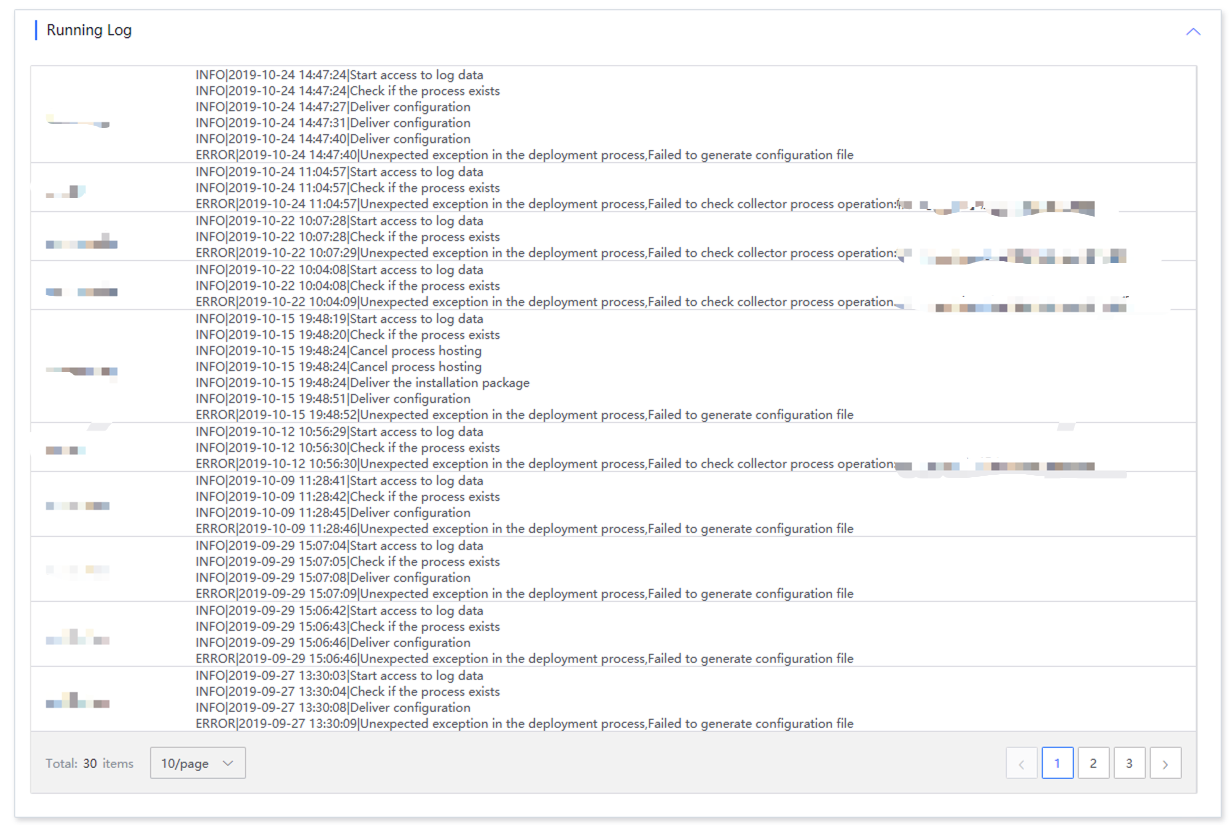 Running Log
INFO|2019-10-24 14:47:24|Start access to log data
INFO|2019-10-24 14:47:24|Check if the process exists
INFO|2019-10-24 14:47:27|Deliver configuration
INFO|2019-10-24 14:47:31|Deliver configuration
INFO|2019-10-24 14:47:40|Deliver configuration
ERROR|2019-10-24 14:47:40|Unexpected exception in the deployment process,Failed to generate configuration file
INFO|2019-10-24 11:04:57|Start access to log data
INFO|2019-10-24 11:04:57|Check if the process exists
ERROR|2019-10-24 11:04:57|Unexpected exception in the deployment process,Failed to check collector process operation:
INFO|2019-10-22 10:07:28|Start access to log data
INFO|2019-10-22 10:07:28|Check if the process exists
ERROR|2019-10-22 10:07:29|Unexpected exception in the deployment process,Failed to check collector process operation:
INFO|2019-10-22 10:04:08|Start access to log data
INFO|2019-10-22 10:04:08|Check if the process exists
ERROR|2019-10-22 10:04:09|Unexpected exception in the deployment process,Failed to check collector process operation
INFO|2019-10-15 19:48:19|Start access to log data
INFO|2019-10-15 19:48:20|Check if the process exists
INFO|2019-10-15 19:48:24|Cancel process hosting
INFO|2019-10-15 19:48:24|Cancel process hosting
INFO|2019-10-15 19:48:24|Deliver the installation package
INFO|2019-10-15 19:48:51|Deliver configuration
ERROR|2019-10-15 19:48:52|Unexpected exception in the deployment process,Failed to generate configuration file
INFO|2019-10-12 10:56:29|Start access to log data
INFO|2019-10-12 10:56:30|Check if the process exists
ERROR|2019-10-12 10:56:30|Unexpected exception in the deployment process,Failed to check collector process operation
INFO|2019-10-09 11:28:41|Start access to log data
INFO|2019-10-09 11:28:42|Check if the process exists
INFO|2019-10-09 11:28:45|Deliver configuration
ERROR|2019-10-09 11:28:46|Unexpected exception in the deployment process,Failed to generate configuration file
INFO|2019-09-29 15:07:04|Start access to log data
INFO|2019-09-29 15:07:05|Check if the process exists
INFO|2019-09-29 15:07:08|Deliver configuration
ERROR|2019-09-29 15:07:09|Unexpected exception in the deployment process,Failed to generate configuration file
INFO|2019-09-29 15:06:42|Start access to log data
INFO|2019-09-29 15:06:43|Check if the process exists
INFO|2019-09-29 15:06:46|Deliver configuration
ERROR|2019-09-29 15:06:46|Unexpected exception in the deployment process,Failed to generate configuration file
INFO|2019-09-27 13:30:03|Start access to log data
INFO|2019-09-27 13:30:04|Check if the process exists
INFO|2019-09-27 13:30:08|Deliver configuration
ERROR|2019-09-27 13:30:09|Unexpected exception in the deployment process,Failed to generate configuration file
Total: 30 items 10/page < 1 2 3 >